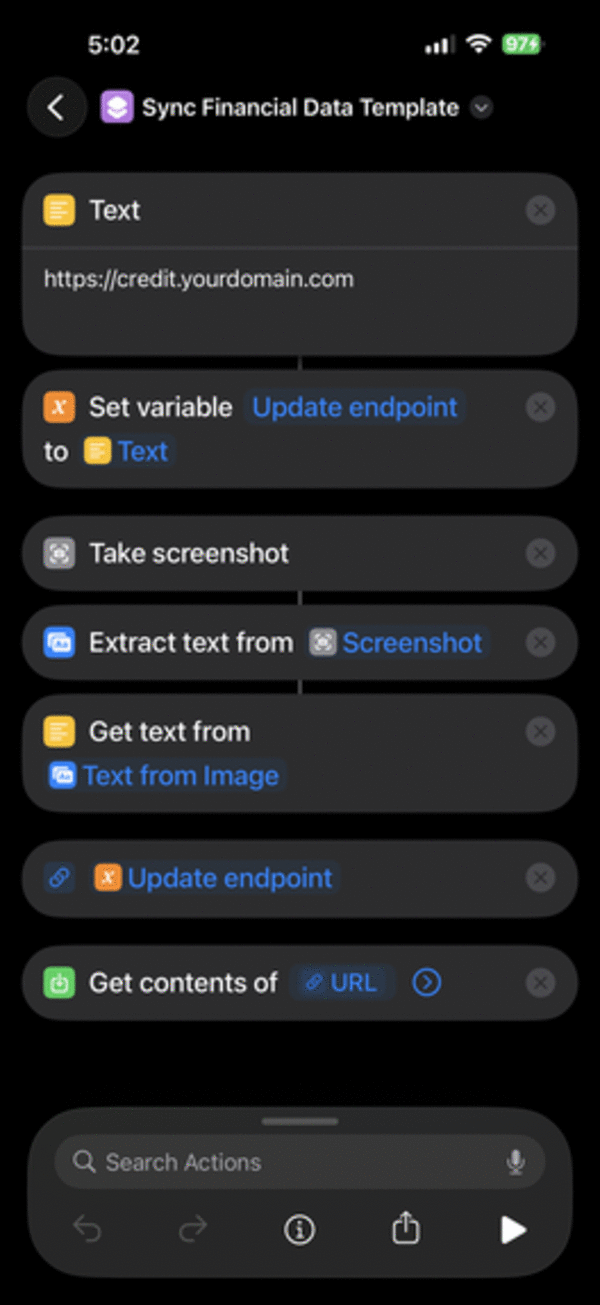 5:02
97
Sync Financial Data Template
Text
https://credit.yourdomain.com
Set variable Update endpoint
to Text
Take screenshot
Extract text from Screenshot
Get text from
Text from Image
Update endpoint
Get contents of URL
Search Actions